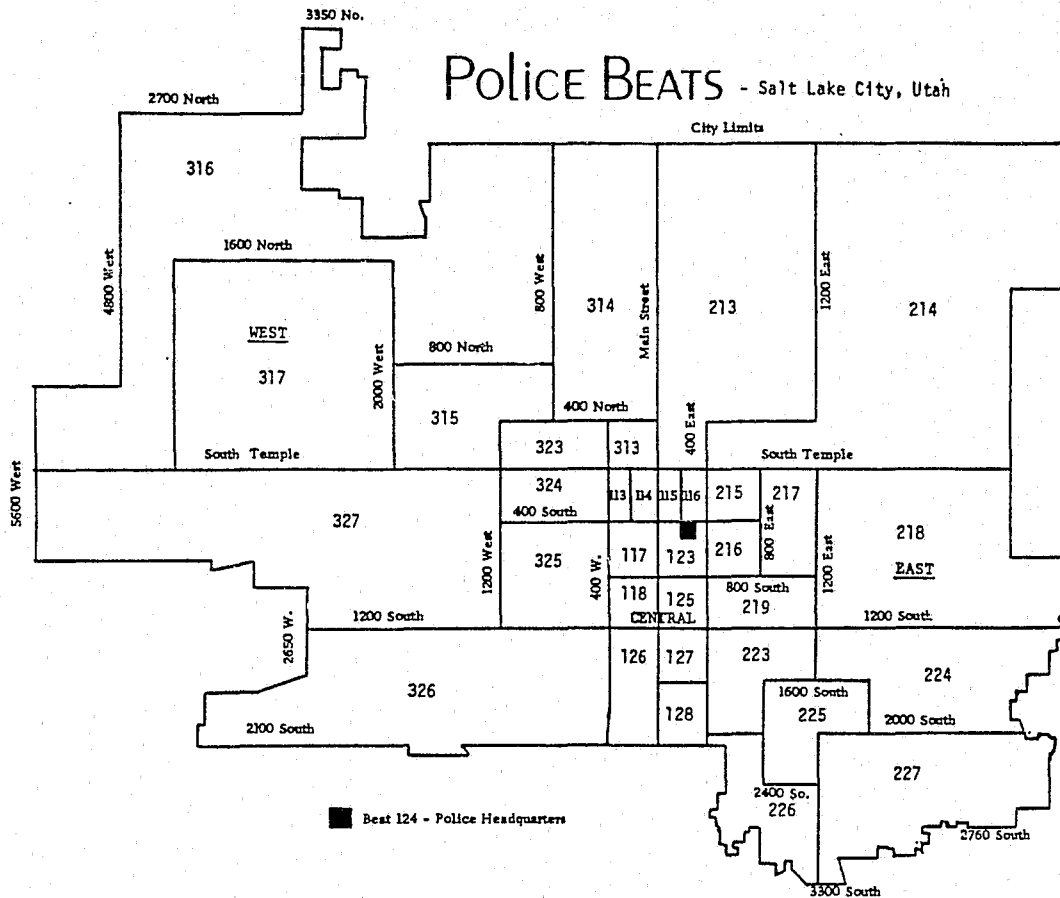 3350 No.
Police Beats - Salt Lake City, Utah
2700 North
City Limits
316
1600 North
4800 West
800 West
314
Main Street
213
1200 East
214
WEST
317
2000 West
800 North
315
400 North
400 East
323
313
South Temple
South Temple
5600 West
324
113
114
115
116
215
217
400 South
327
1200 West
325
400 W.
117
123
216
800 East
1200 East
218
EAST
118
125
800 South
219
CENTRAL
2650 W.
1200 South
1200 South
326
126
127
223
224
1600 South
225
128
2000 South
2100 South
227
2400 So.
226
Beat 124 - Police Headquarters
2760 South
3300 South